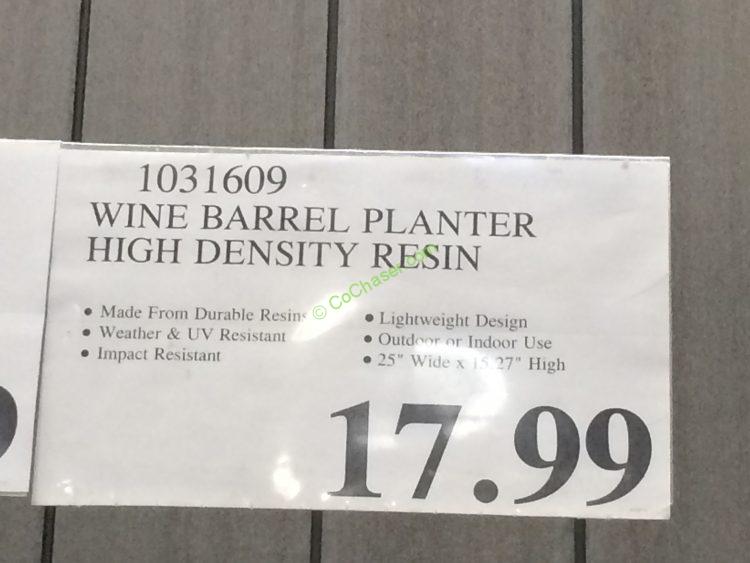 1031609
WINE BARREL PLANTER
HIGH DENSITY RESIN
• Made From Durable Resins
• Weather & UV Resistant
• Impact Resistant
• Lightweight Design
• Outdoor or Indoor Use
• 25" Wide x 15.27" High
17.99
© CoChaser.com